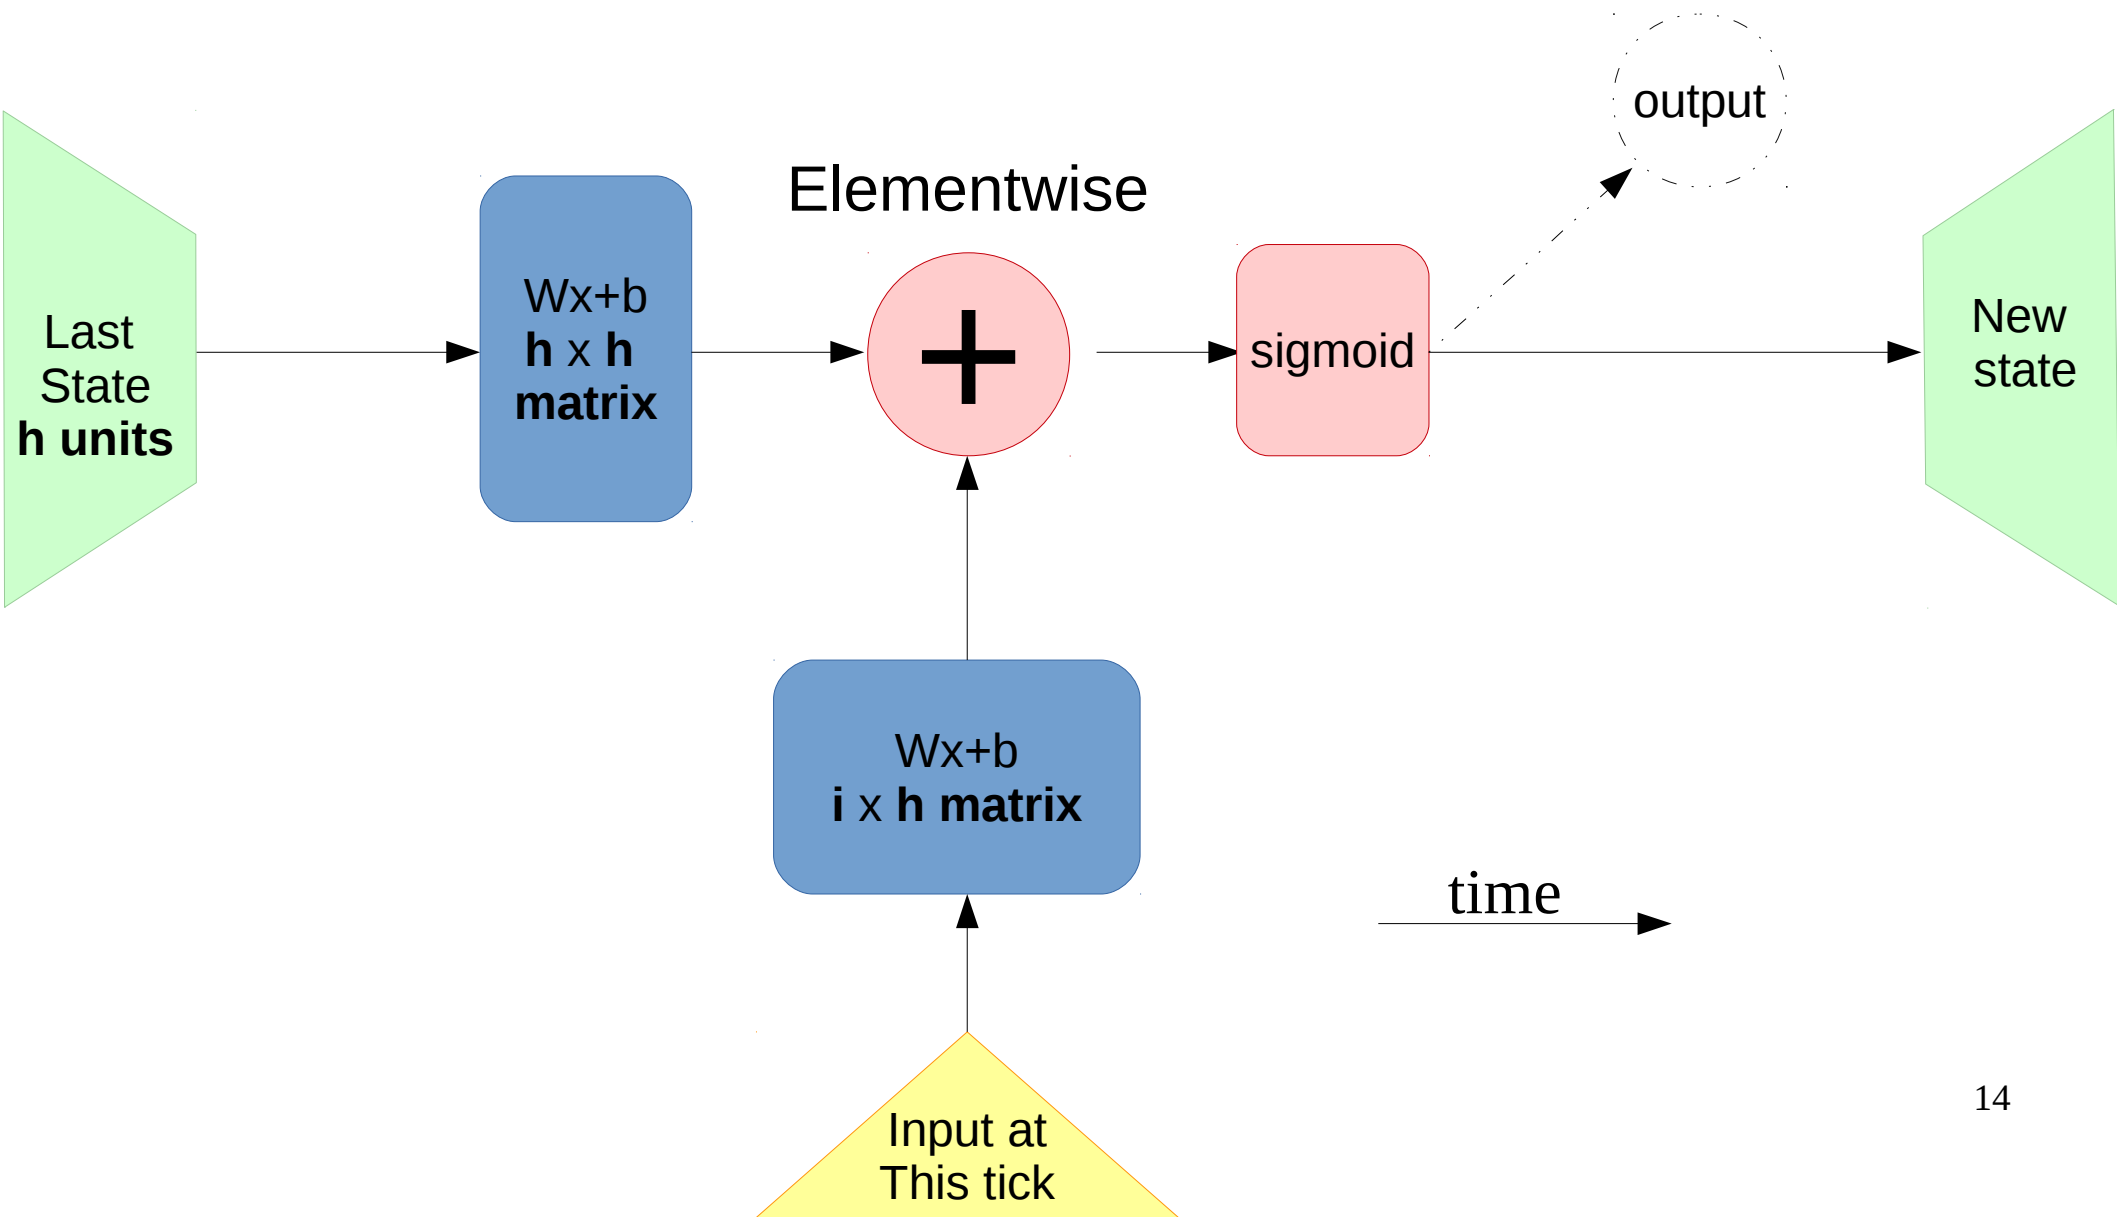 output
Elementwise
Last
State
h units
Wx+b
h x h
matrix
+
sigmoid
New
state
Wx+b
i x h matrix
time
Input at
This tick
14